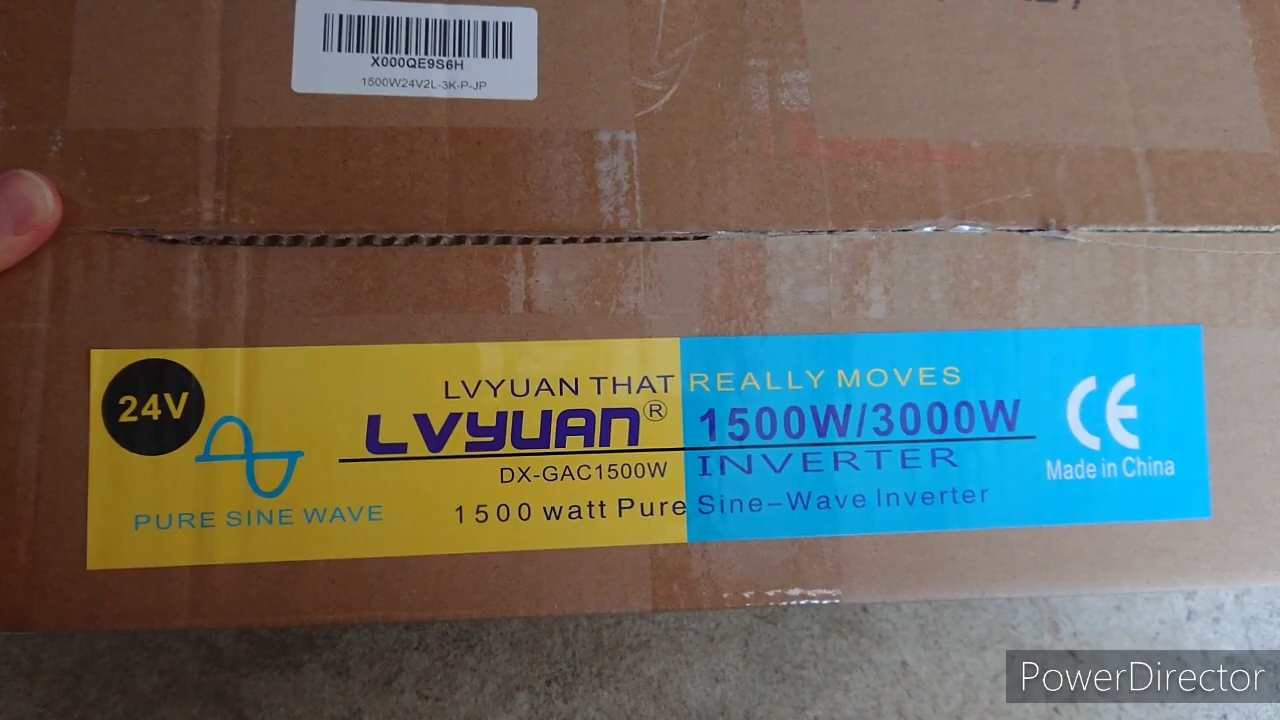 X000QE9S6H
1500W24V2L-3K-P-JP
24V
PURE SINE WAVE
LVYUAN THAT REALLY MOVES
LVYUAN® 1500W/3000W
DX-GAC1500W INVERTER
1500 watt Pure Sine-Wave Inverter
CE
Made in China
PowerDirector